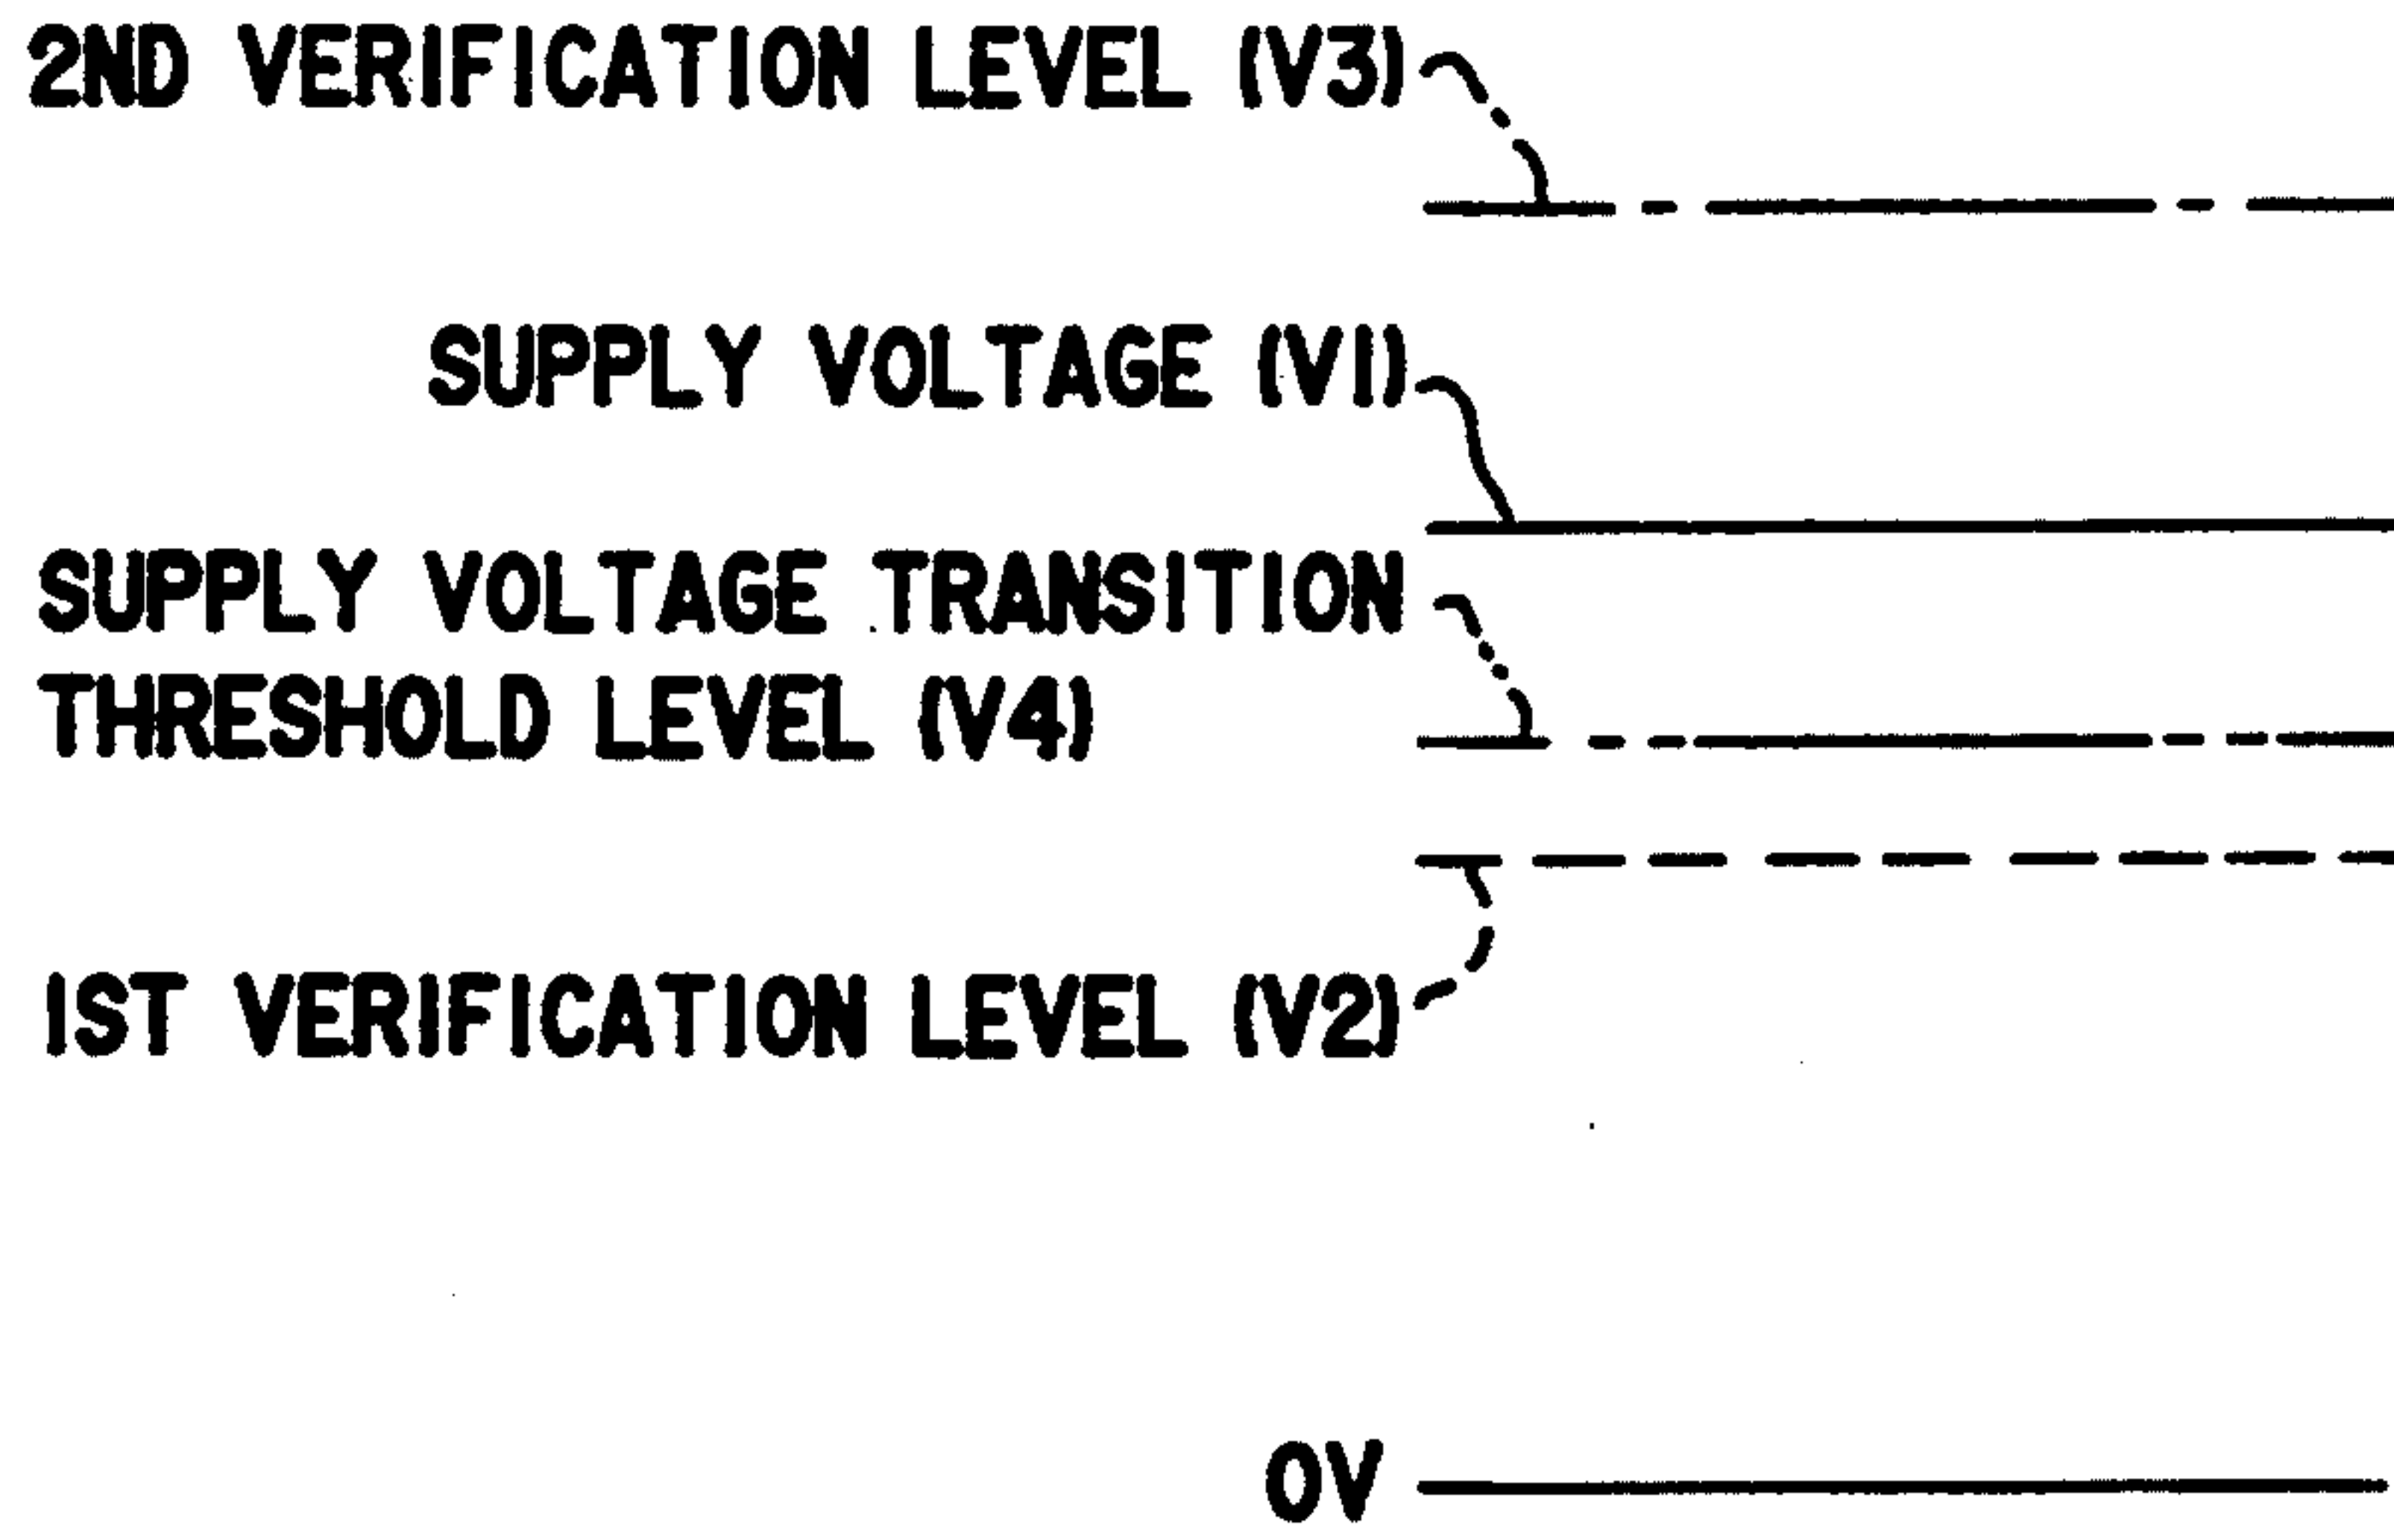 2ND VERIFICATION LEVEL (V3)
SUPPLY VOLTAGE (V1)
SUPPLY VOLTAGE TRANSITION
THRESHOLD LEVEL (V4)
1ST VERIFICATION LEVEL (V2)
0V